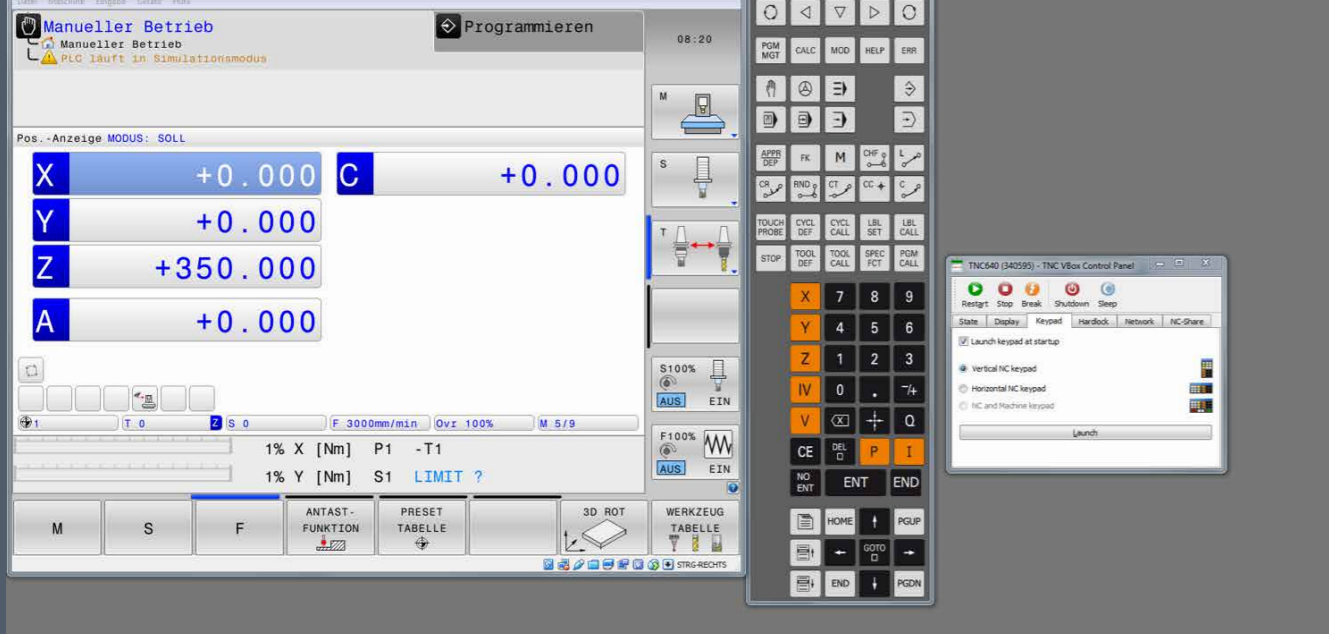 Datei Maschine Eingabe Geräte Hilfe
Manueller Betrieb
Manueller Betrieb
PLC läuft in Simulationsmodus
Programmieren
08:20
Pos.-Anzeige MODUS: SOLL
X +0.000 C +0.000
Y +0.000
Z +350.000
A +0.000
M
S
T
S100%
AUS EIN
F100%
AUS EIN
1 T 0 Z S 0 F 3000mm/min Ovr 100% M 5/9
1% X [Nm] P1 -T1
1% Y [Nm] S1 LIMIT ?
M
S
F
ANTAST-
FUNKTION
PRESET
TABELLE
3D ROT
WERKZEUG
TABELLE
STRG-RECHTS
PGM
MGT
CALC MOD HELP ERR
APPR
DEP
FK M CHF L
CR RND CT CC C
TOUCH
PROBE
CYCL
DEF
CYCL
CALL
LBL
SET
LBL
CALL
STOP
TOOL
DEF
TOOL
CALL
SPEC
FCT
PGM
CALL
X 7 8 9
Y 4 5 6
Z 1 2 3
IV 0 . -/+
V X Q
CE DEL P I
NO
ENT
ENT END
HOME PGUP
GOTO
END PGDN
TNC640 (340595) - TNC VBox Control Panel
Restart Stop Break Shutdown Sleep
State Display Keypad Hardlock Network NC-Share
Launch keypad at startup
Vertical NC keypad
Horizontal NC keypad
NC and Machine keypad
Launch